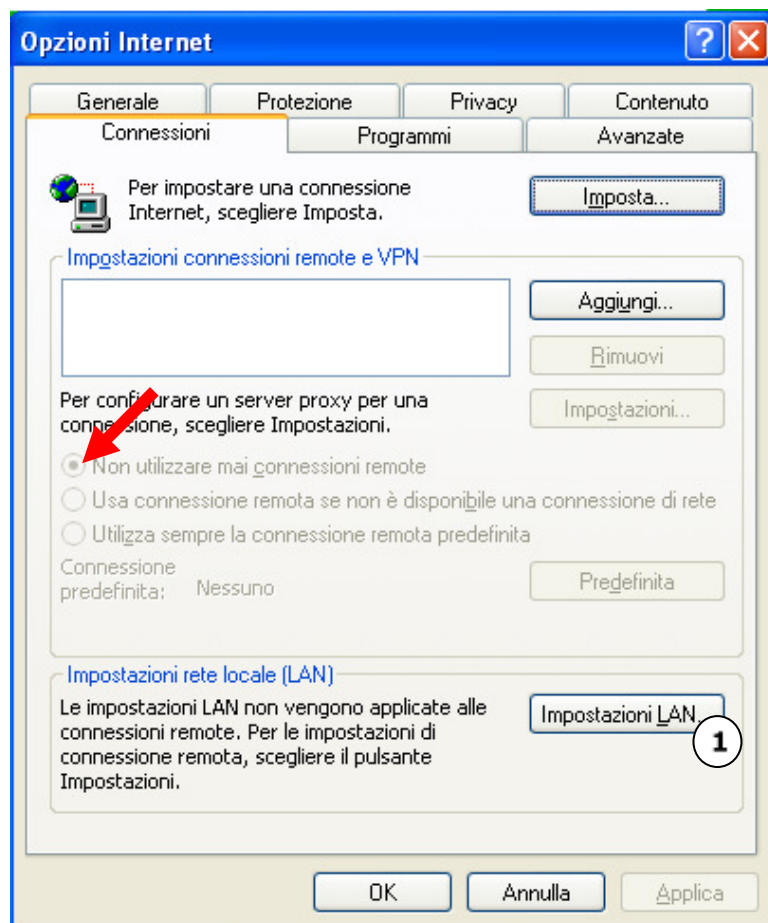 Opzioni Internet
Generale
Protezione
Privacy
Contenuto
Connessioni
Programmi
Avanzate
Per impostare una connessione
Internet, scegliere Imposta.
Imposta...
Impostazioni connessioni remote e VPN
Aggiungi...
Rimuovi
Per configurare un server proxy per una
connessione, scegliere Impostazioni.
Impostazioni...
Non utilizzare mai connessioni remote
Usa connessione remota se non è disponibile una connessione di rete
Utilizza sempre la connessione remota predefinita
Connessione
predefinita:
Nessuno
Predefinita
Impostazioni rete locale (LAN)
Le impostazioni LAN non vengono applicate alle
connessioni remote. Per le impostazioni di
connessione remota, scegliere il pulsante
Impostazioni.
Impostazioni LAN..
1
OK
Annulla
Applica